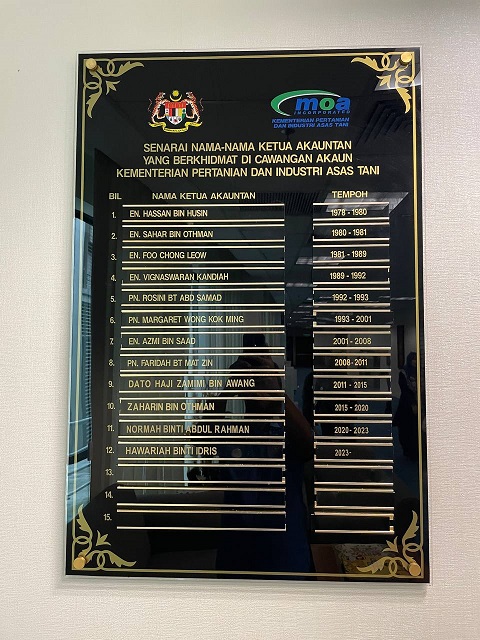 moa
INCORPORATED
KEMENTERIAN PERTANIAN
DAN INDUSTRI ASAS TANI
SENARAI NAMA-NAMA KETUA AKAUNTAN
YANG BERKHIDMAT DI CAWANGAN AKAUN
KEMENTERIAN PERTANIAN DAN INDUSTRI ASAS TANI
BIL NAMA KETUA AKAUNTAN TEMPOH
1. EN. HASSAN BIN HUSIN 1978 - 1980
2. EN. SAHAR BIN OTHMAN 1980 - 1981
3. EN. FOO CHONG LEOW 1981 - 1989
4. EN. VIGNASWARAN KANDIAH 1989 - 1992
5. PN. ROSINI BT ABD SAMAD 1992 - 1993
6. PN. MARGARET WONG KOK MING 1993 - 2001
7. EN. AZMI BIN SAAD 2001 - 2008
8. PN. FARIDAH BT MAT ZIN 2008-2011
9. DATO HAJI ZAMIMI BIN AWANG 2011 - 2015
10. ZAHARIN BIN OTHMAN 2015 - 2020
11. NORMAH BINTI ABDUL RAHMAN 2020 - 2023
12. HAWARIAH BINTI IDRIS 2023-
13.
14.
15.